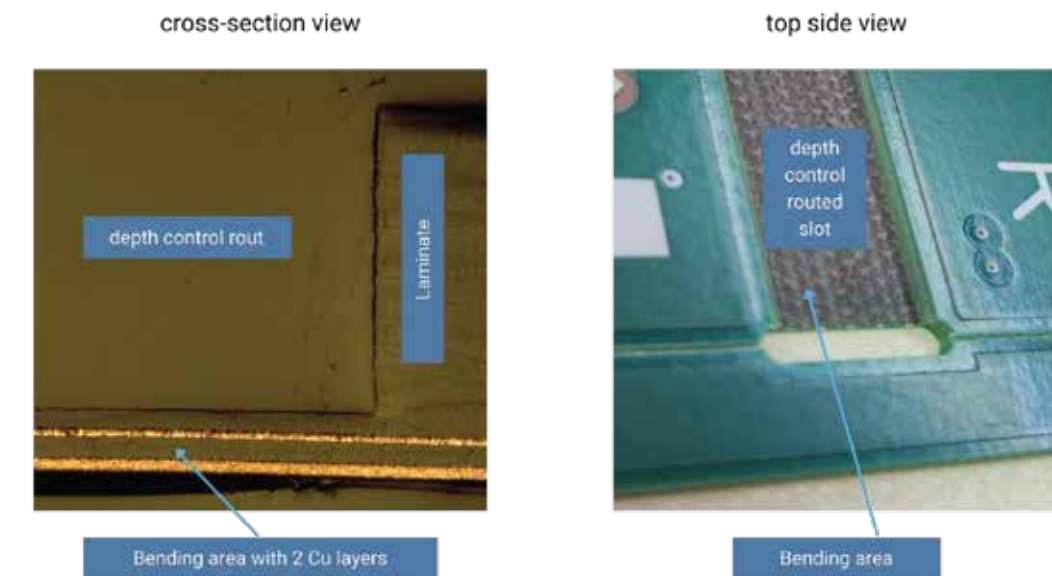 cross-section view
top side view
depth control rout
Laminate
depth
control
routed
slot
Bending area with 2 Cu layers
Bending area